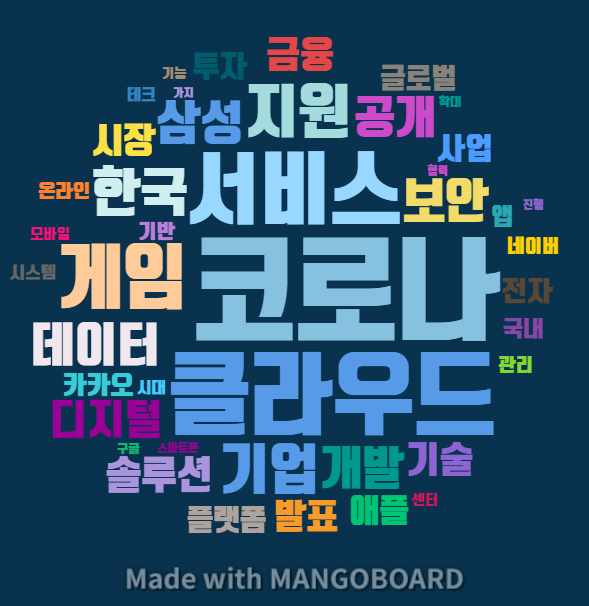 금융
투자
기능
글로벌
테크
가지
확대
삼성
지원
공개
시장
사업
협력
한국
서비스
보안
온라인
앱
진행
모바일
기반
네이버
시스템
게임
코로나
전자
국내
데이터
클라우드
관리
카카오
시대
디지털
구글
스마트폰
솔루션
기업
개발
기술
플랫폼
발표
애플
센터
Made with MANGOBOARD